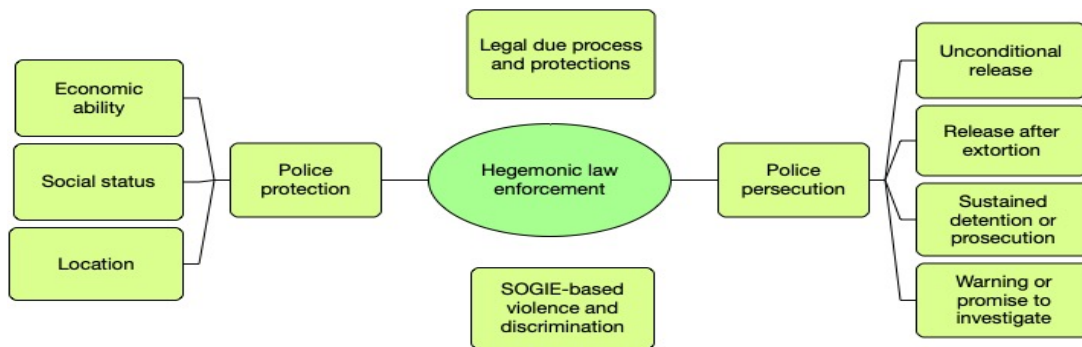 Legal due process
and protections
Economic
ability
Social status
Location
Police
protection
Hegemonic law
enforcement
SOGIE-based
violence and
discrimination
Police
persecution
Unconditional
release
Release after
extortion
Sustained
detention or
prosecution
Warning or
promise to
investigate